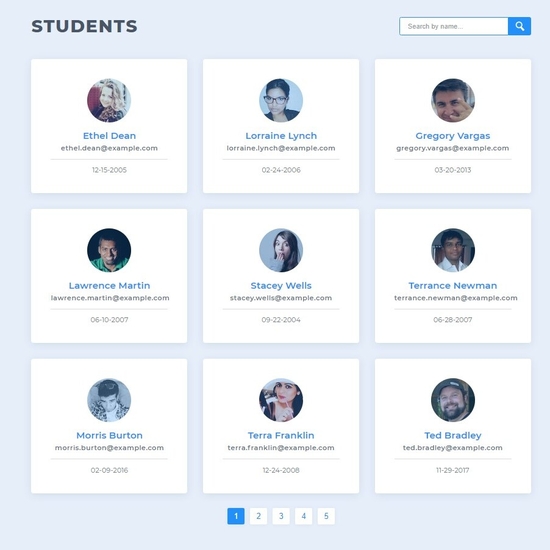 STUDENTS
Search by name...
Ethel Dean
ethel.dean@example.com
12-15-2005
Lorraine Lynch
lorraine.lynch@example.com
02-24-2006
Gregory Vargas
gregory.vargas@example.com
03-20-2013
Lawrence Martin
lawrence.martin@example.com
06-10-2007
Stacey Wells
stacey.wells@example.com
09-22-2004
Terrance Newman
terrance.newman@example.com
06-28-2007
Morris Burton
morris.burton@example.com
02-09-2016
Terra Franklin
terra.franklin@example.com
12-24-2008
Ted Bradley
ted.bradley@example.com
11-29-2017
1 2 3 4 5